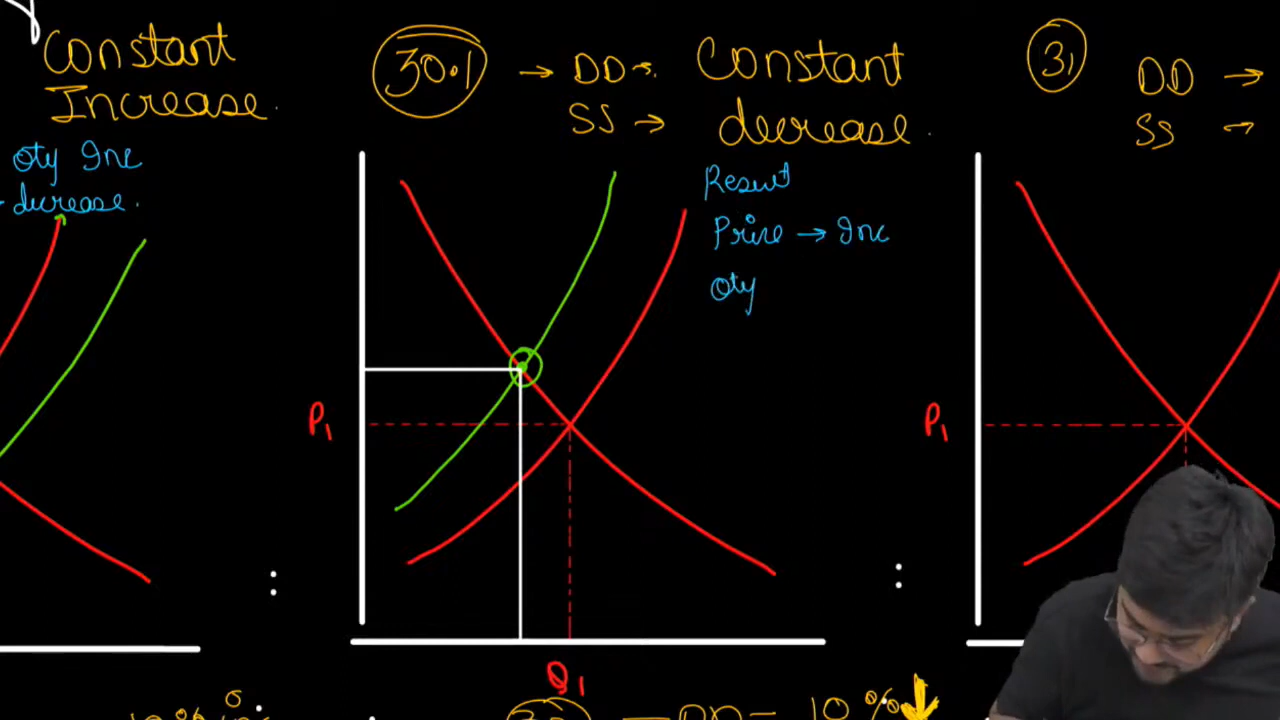 Constant
Increase.
Qty Inc
→ decrease.
30.1 → DD → Constant
SS → decrease.
Result
Price → Inc
Qty
P1
Q1
31 DD →
SS →
P1
10%
DD = 10%